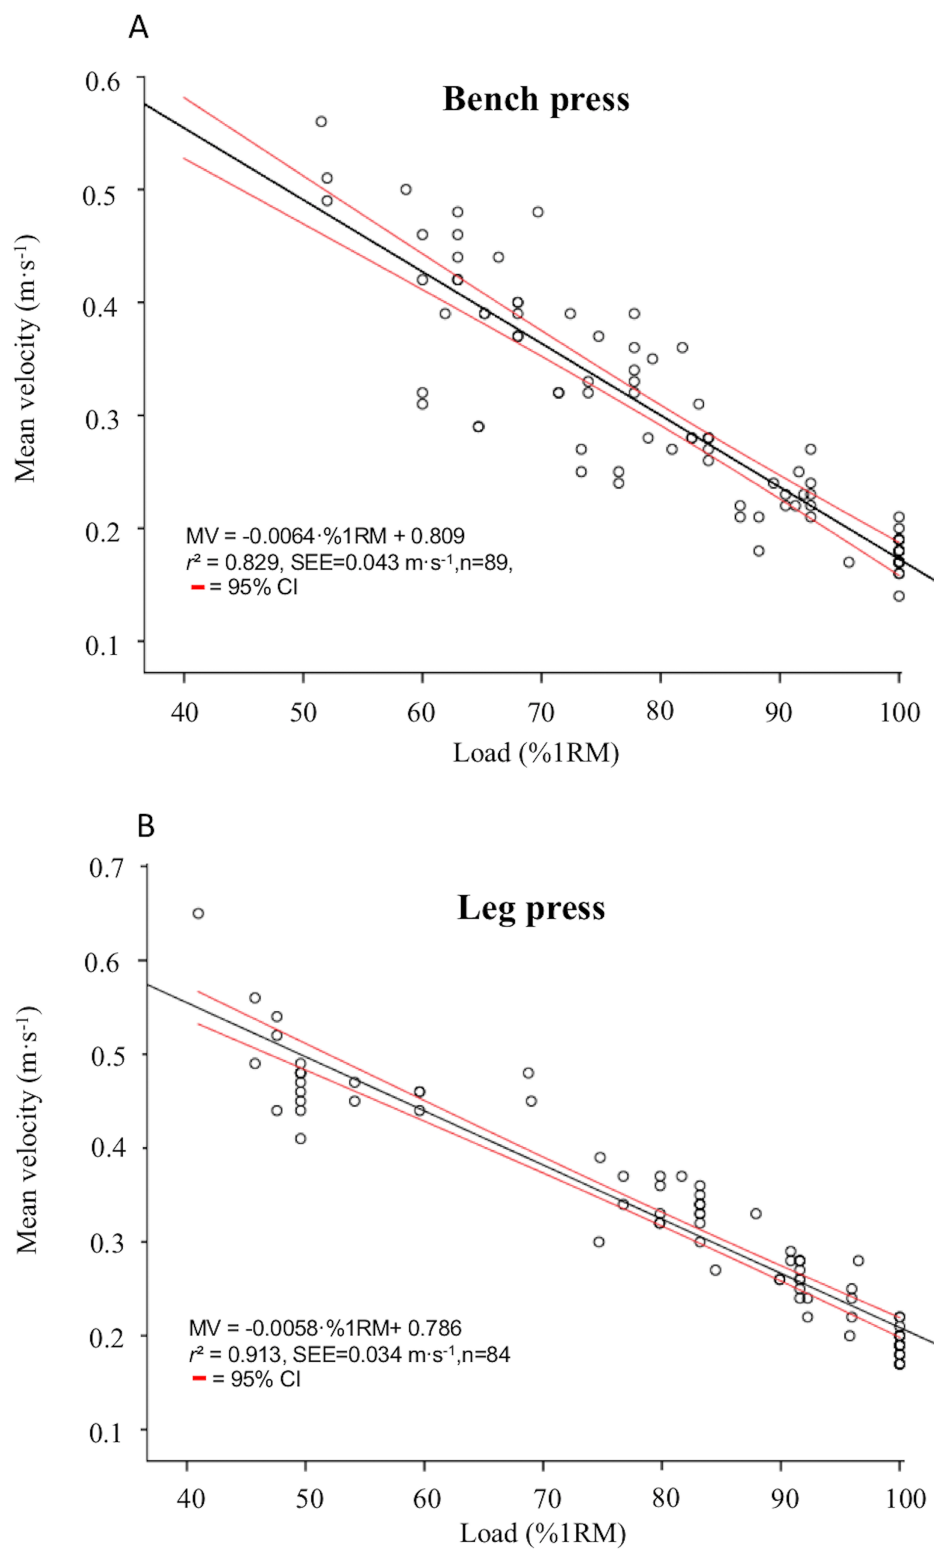 A
Bench press
0.6
0.5
0.4
0.3
0.2
0.1
Mean velocity (m·s⁻¹)
MV = -0.0064·%1RM + 0.809
r² = 0.829, SEE=0.043 m·s⁻¹,n=89,
= 95% CI
40 50 60 70 80 90 100
Load (%1RM)
B
Leg press
0.7
0.6
0.5
0.4
0.3
0.2
0.1
Mean velocity (m·s⁻¹)
MV = -0.0058·%1RM+ 0.786
r² = 0.913, SEE=0.034 m·s⁻¹,n=84
= 95% CI
40 50 60 70 80 90 100
Load (%1RM)